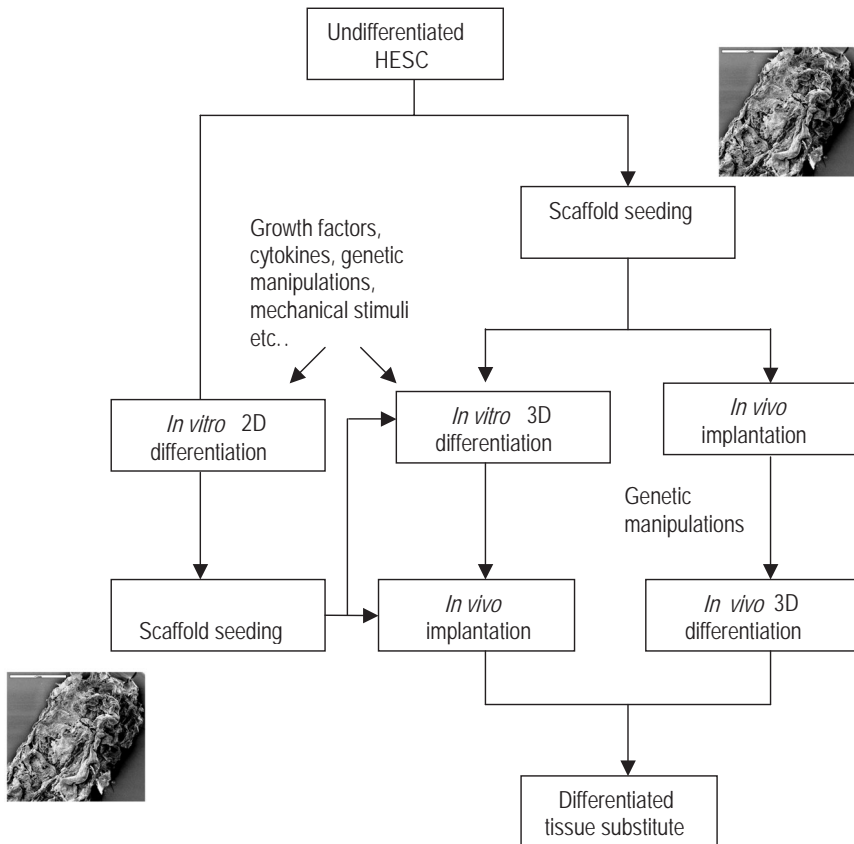 Undifferentiated
HESC
Scaffold seeding
Growth factors,
cytokines, genetic
manipulations,
mechanical stimuli
etc..
In vitro 2D
differentiation
In vitro 3D
differentiation
In vivo
implantation
Genetic
manipulations
Scaffold seeding
In vivo
implantation
In vivo 3D
differentiation
Differentiated
tissue substitute